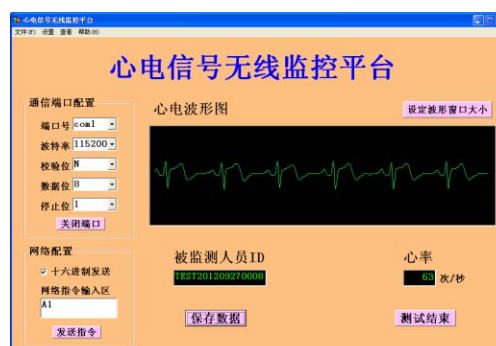 心电信号无线监控平台
文件(F) 设置 查看 帮助(H)
心电信号无线监控平台
通信端口配置
端口号 com1
波特率 115200
校验位 N
数据位 8
停止位 1
关闭端口
网络配置
十六进制发送
网络指令输入区
A1
发送指令
心电波形图
设定波形窗口大小
被监测人员ID
TEST201209270008
心率
63 次/秒
保存数据
测试结束